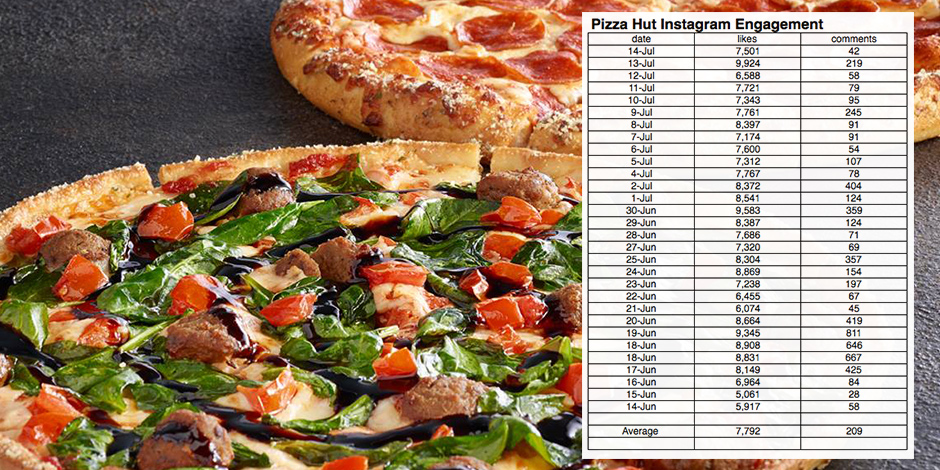 Pizza Hut Instagram Engagement
date likes comments
14-Jul 7,501 42
13-Jul 9,924 219
12-Jul 6,588 58
11-Jul 7,721 79
10-Jul 7,343 95
9-Jul 7,761 245
8-Jul 8,397 91
7-Jul 7,174 91
6-Jul 7,600 54
5-Jul 7,312 107
4-Jul 7,767 78
2-Jul 8,372 404
1-Jul 8,541 124
30-Jun 9,583 359
29-Jun 8,387 124
28-Jun 7,686 71
27-Jun 7,320 69
25-Jun 8,304 357
24-Jun 8,869 154
23-Jun 7,238 197
22-Jun 6,455 67
21-Jun 6,074 45
20-Jun 8,664 419
19-Jun 9,345 811
18-Jun 8,908 646
18-Jun 8,831 667
17-Jun 8,149 425
16-Jun 6,964 84
15-Jun 5,061 28
14-Jun 5,917 58
Average 7,792 209